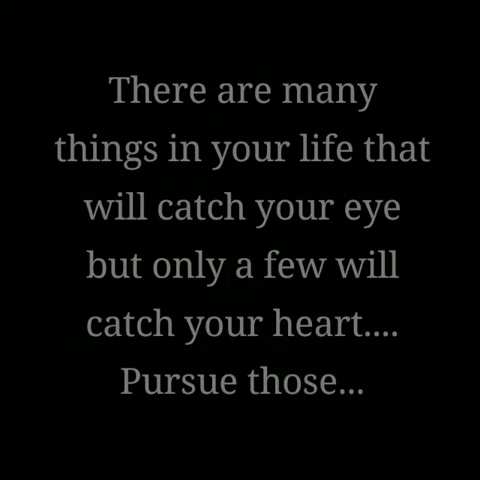 There are many
things in your life that
will catch your eye
but only a few will
catch your heart....
Pursue those...